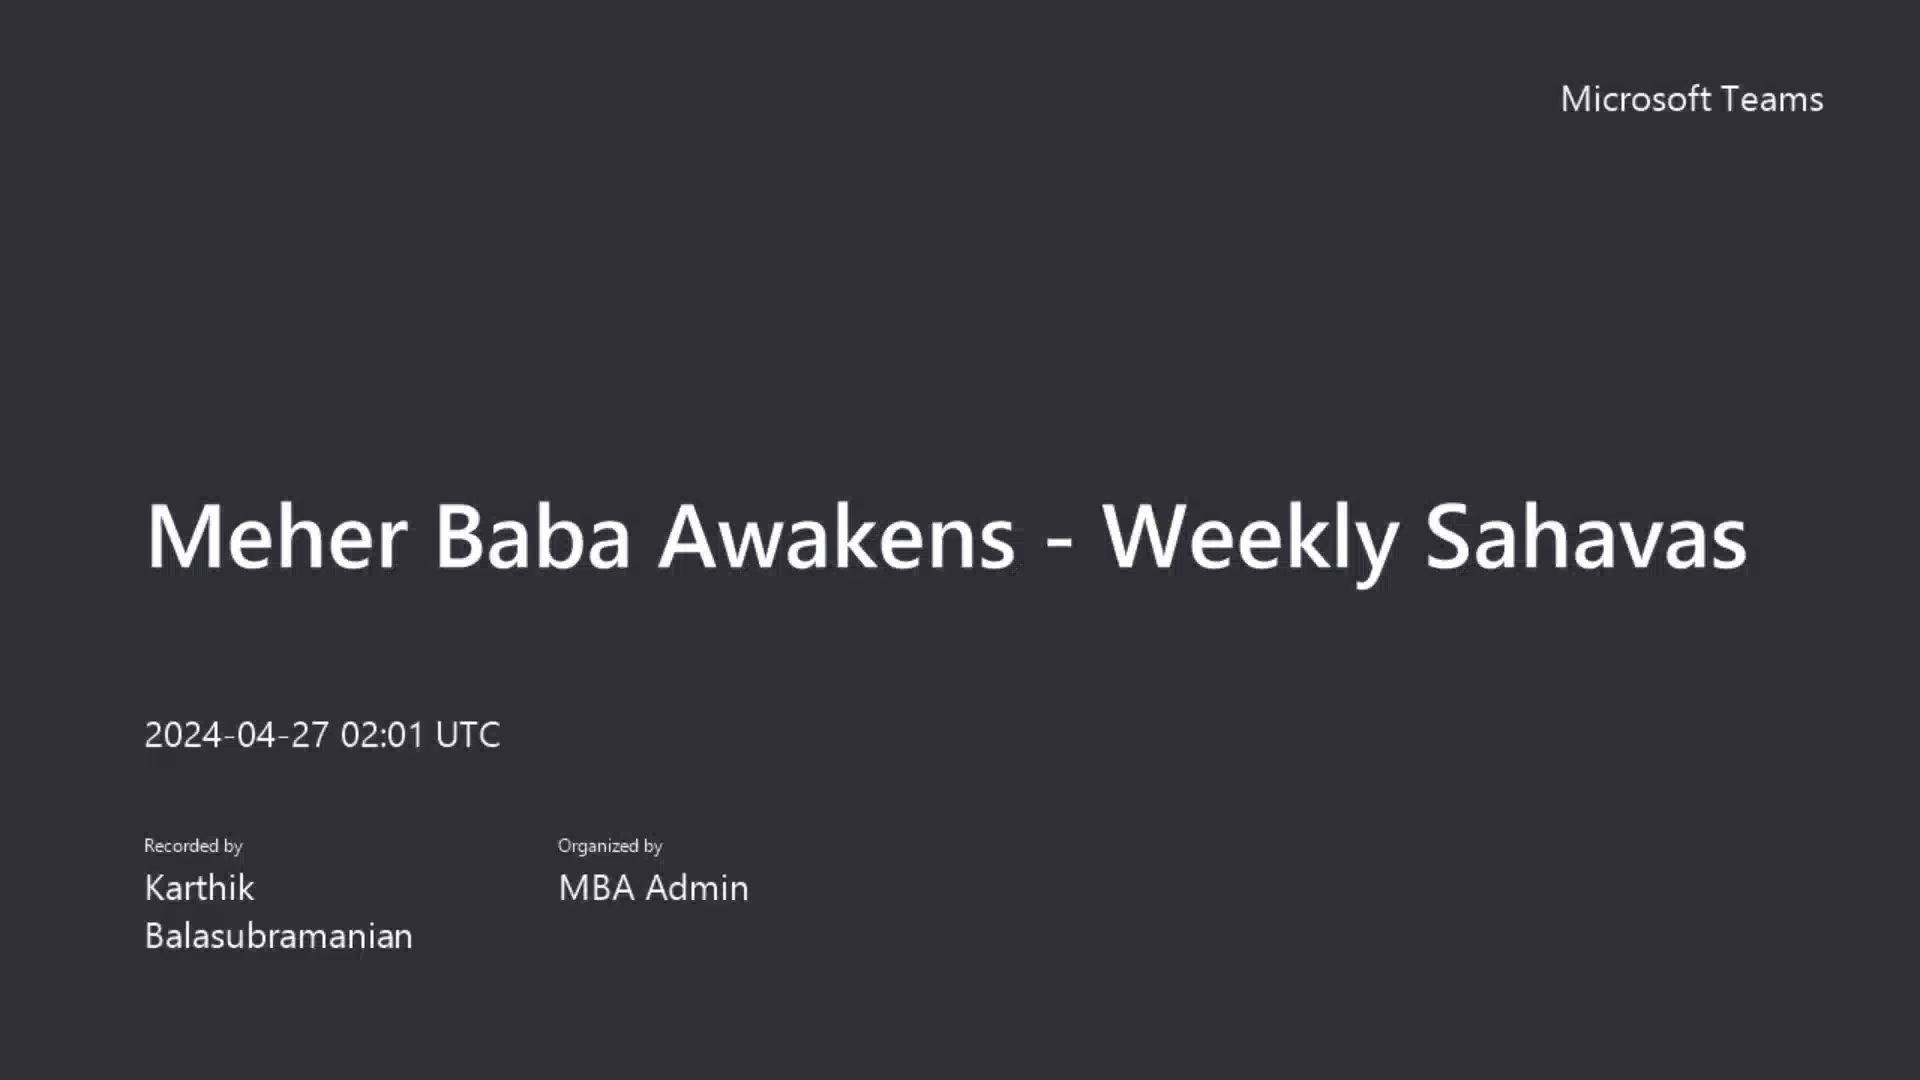 Microsoft Teams
Meher Baba Awakens - Weekly Sahavas
2024-04-27 02:01 UTC
Recorded by
Karthik
Balasubramanian
Organized by
MBA Admin